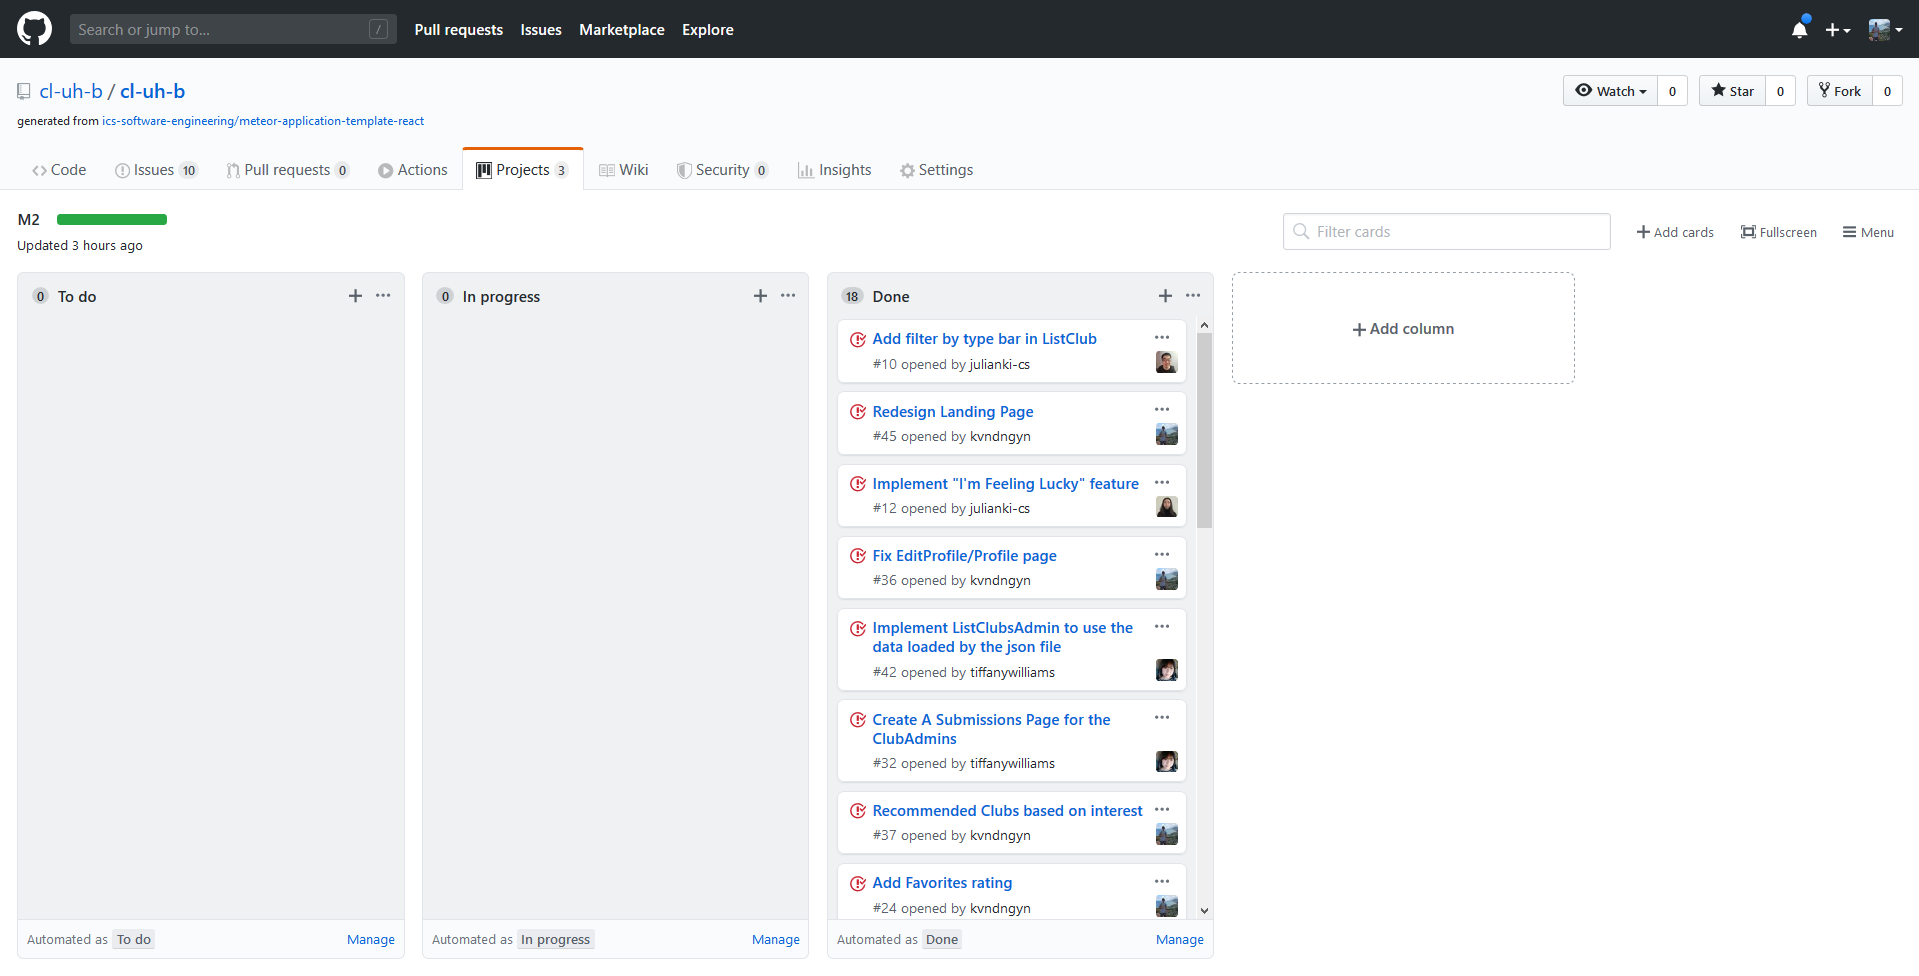 Search or jump to... /
Pull requests Issues Marketplace Explore
cl-uh-b / cl-uh-b
Watch 0 Star 0 Fork 0
generated from ics-software-engineering/meteor-application-template-react
Code Issues 10 Pull requests 0 Actions Projects 3 Wiki Security 0 Insights Settings
M2
Updated 3 hours ago
Filter cards
Add cards Fullscreen Menu
0 To do
Automated as To do Manage
0 In progress
Automated as In progress Manage
18 Done
Add filter by type bar in ListClub
#10 opened by julianki-cs
Redesign Landing Page
#45 opened by kvndngyn
Implement "I'm Feeling Lucky" feature
#12 opened by julianki-cs
Fix EditProfile/Profile page
#36 opened by kvndngyn
Implement ListClubsAdmin to use the
data loaded by the json file
#42 opened by tiffanywilliams
Create A Submissions Page for the
ClubAdmins
#32 opened by tiffanywilliams
Recommended Clubs based on interest
#37 opened by kvndngyn
Add Favorites rating
#24 opened by kvndngyn
Automated as Done Manage
Add column